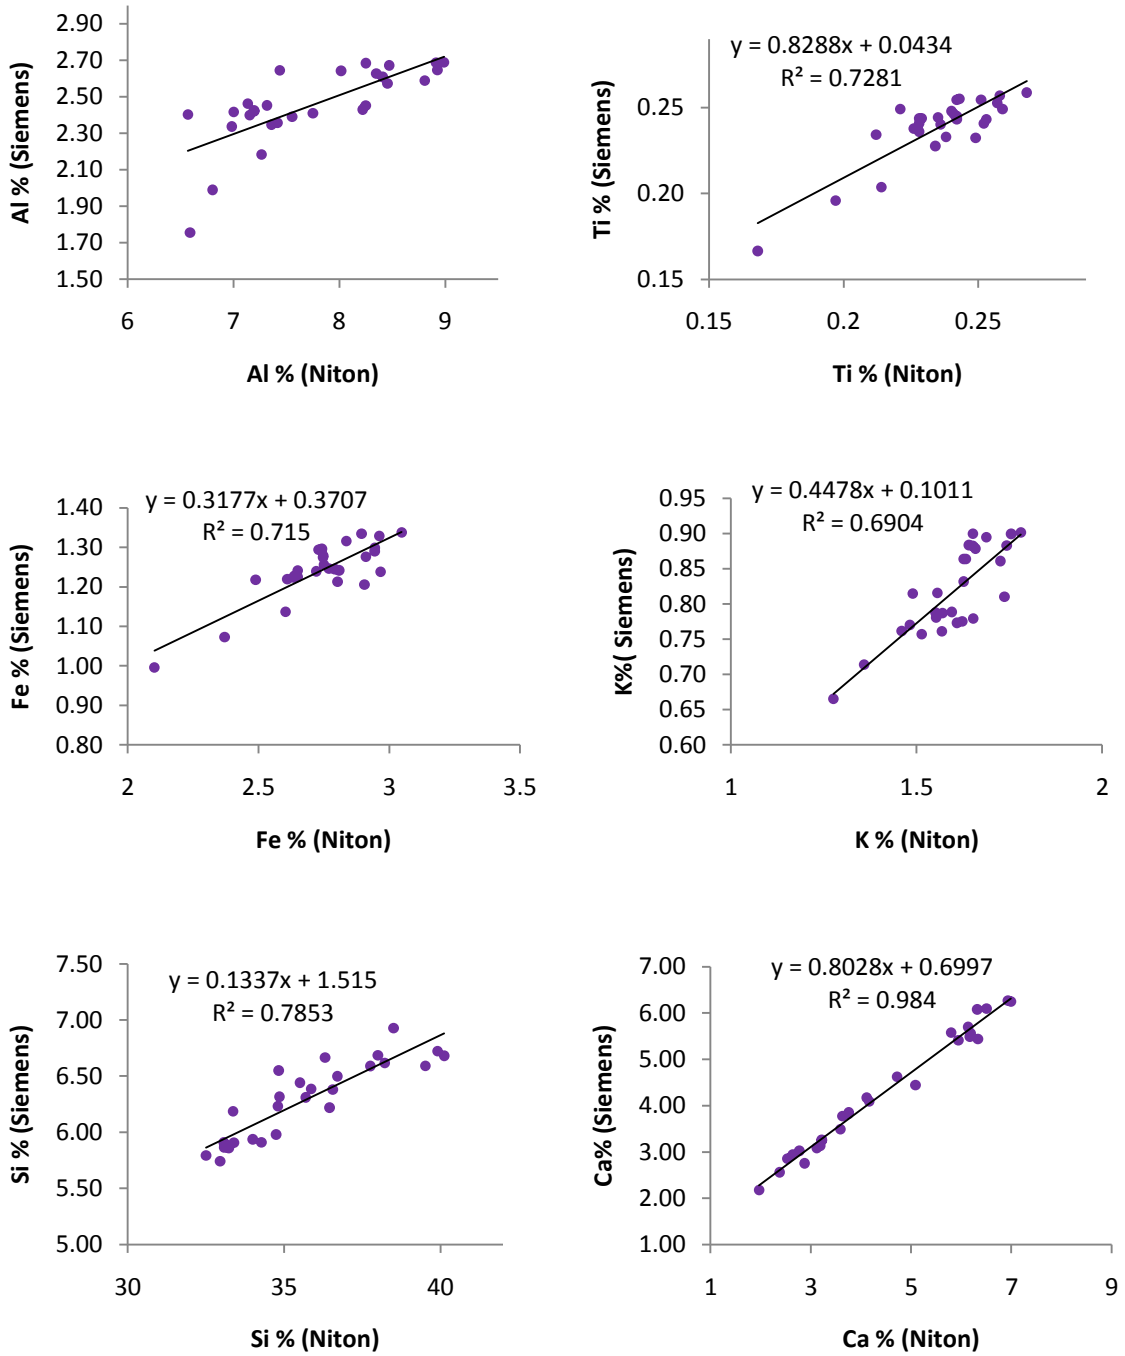 2.90
2.70
2.50
2.30
2.10
1.90
1.70
1.50
Al % (Siemens)
6 7 8 9
Al % (Niton)
y = 0.8288x + 0.0434
R² = 0.7281
0.25
0.20
0.15
Ti % (Siemens)
0.15 0.2 0.25
Ti % (Niton)
y = 0.3177x + 0.3707
R² = 0.715
1.40
1.30
1.20
1.10
1.00
0.90
0.80
Fe % (Siemens)
2 2.5 3 3.5
Fe % (Niton)
y = 0.4478x + 0.1011
R² = 0.6904
0.95
0.90
0.85
0.80
0.75
0.70
0.65
0.60
K%( Siemens)
1 1.5 2
K % (Niton)
y = 0.1337x + 1.515
R² = 0.7853
7.50
7.00
6.50
6.00
5.50
5.00
Si % (Siemens)
30 35 40
Si % (Niton)
y = 0.8028x + 0.6997
R² = 0.984
7.00
6.00
5.00
4.00
3.00
2.00
1.00
Ca% (Siemens)
1 3 5 7 9
Ca % (Niton)